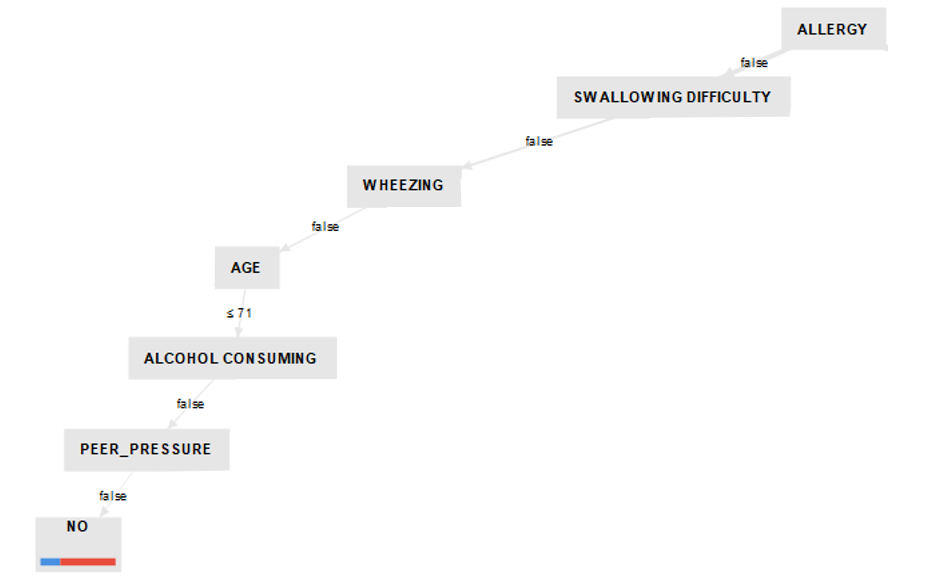 ALLERGY
false
SWALLOWING DIFFICULTY
false
WHEEZING
false
AGE
≤ 71
ALCOHOL CONSUMING
false
PEER_PRESSURE
false
NO